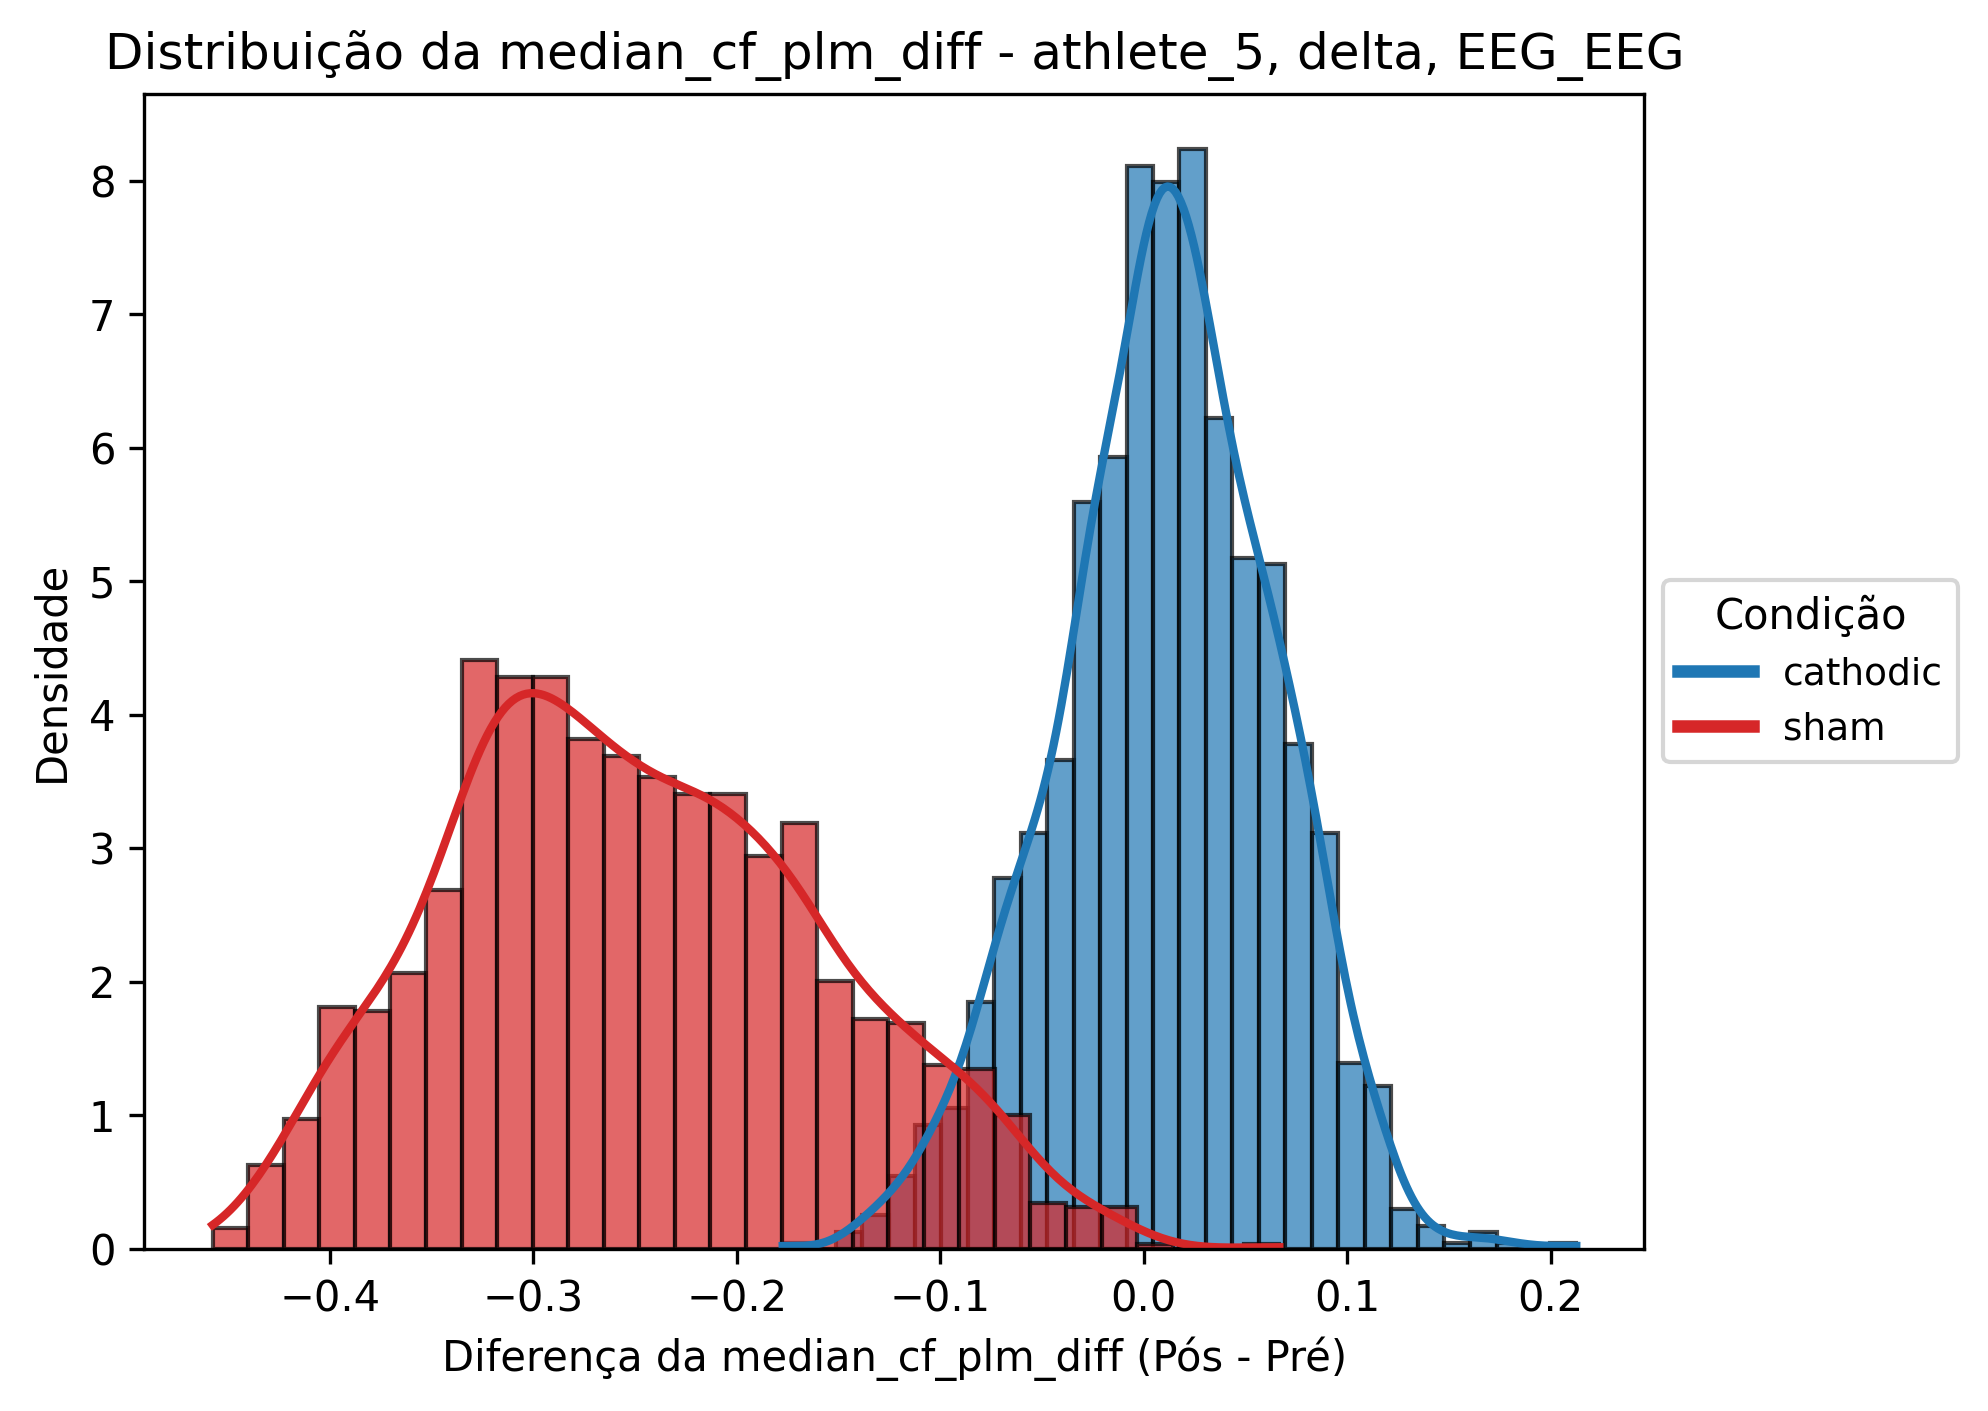 Distribuição da median_cf_plm_diff - athlete_5, delta, EEG_EEG
Densidade
8
7
6
5
4
3
2
1
0
−0.4
−0.3
−0.2
−0.1
0.0
0.1
0.2
Diferença da median_cf_plm_diff (Pós - Pré)
Condição
cathodic
sham